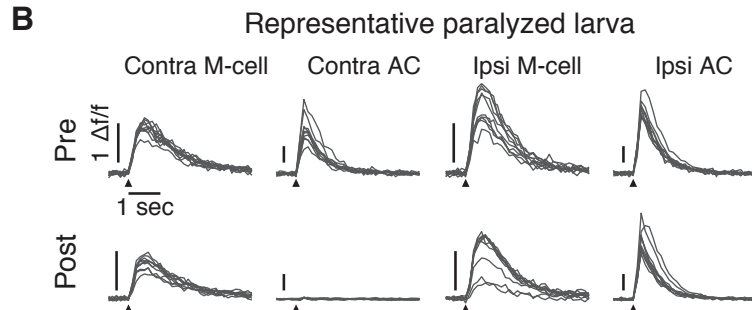 B
Representative paralyzed larva
Contra M-cell Contra AC Ipsi M-cell Ipsi AC
Pre
1 Δf/f
1 sec
Post